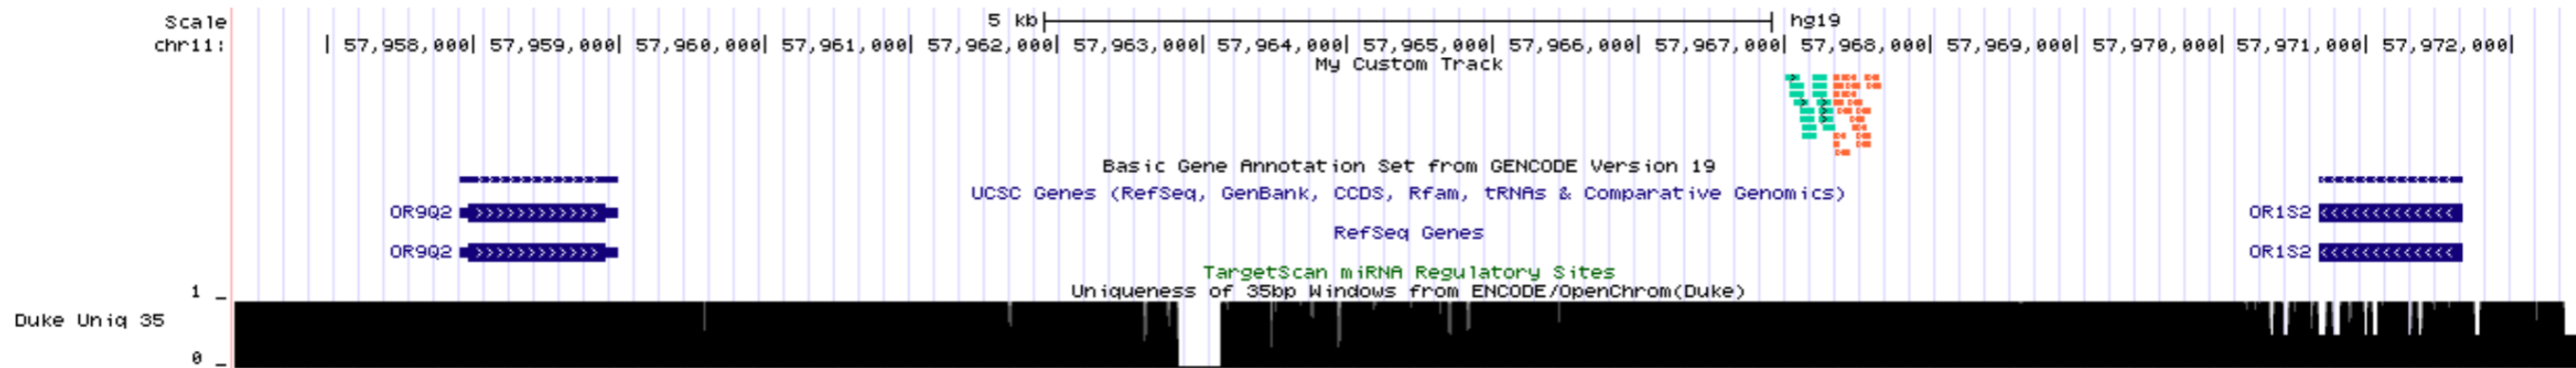 Scale 5 kb hg19
chr11: | 57,958,000| 57,959,000| 57,960,000| 57,961,000| 57,962,000| 57,963,000| 57,964,000| 57,965,000| 57,966,000| 57,967,000| 57,968,000| 57,969,000| 57,970,000| 57,971,000| 57,972,000|
My Custom Track
Basic Gene Annotation Set from GENCODE Version 19
UCSC Genes (RefSeq, GenBank, CCDS, Rfam, tRNAs & Comparative Genomics)
OR9Q2 OR1S2
RefSeq Genes
OR9Q2 OR1S2
TargetScan miRNA Regulatory Sites
Uniqueness of 35bp Windows from ENCODE/OpenChrom(Duke)
1 _
Duke Uniq 35
0 _